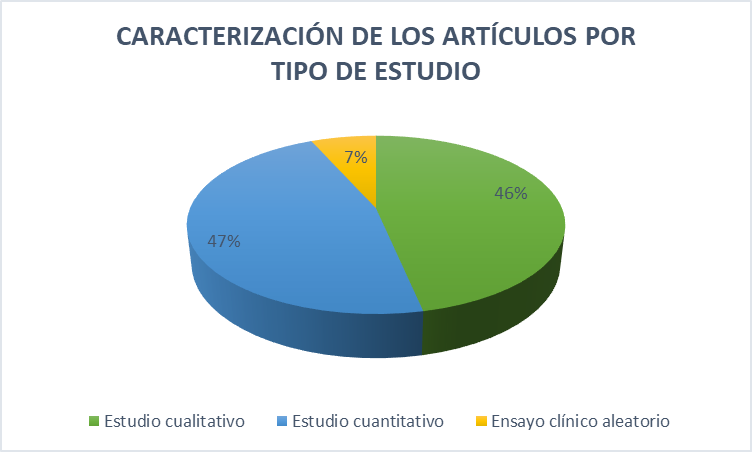 CARACTERIZACIÓN DE LOS ARTÍCULOS POR
TIPO DE ESTUDIO
7%
46%
47%
Estudio cualitativo
Estudio cuantitativo
Ensayo clínico aleatorio